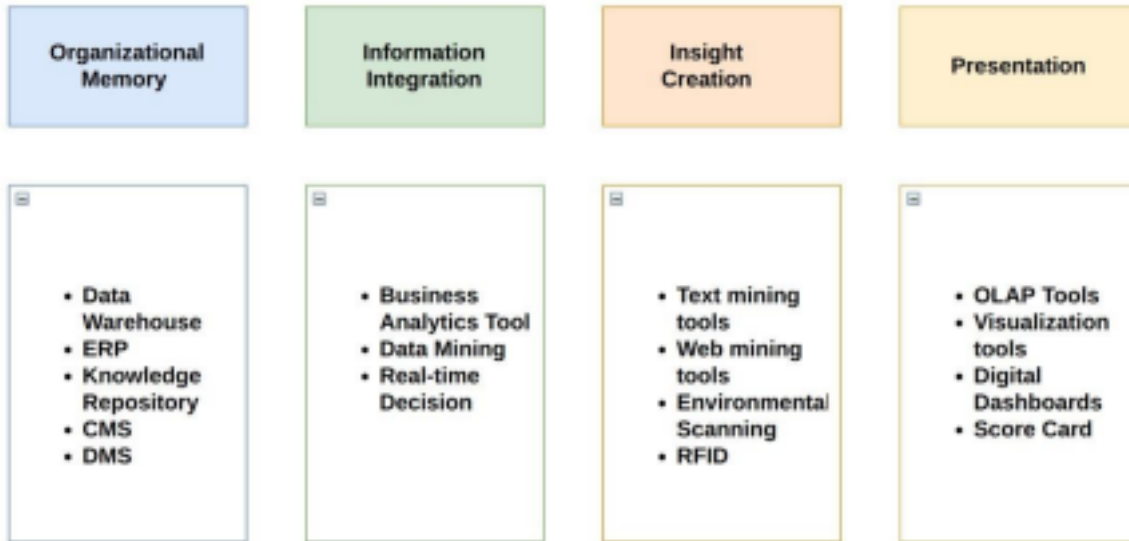 Organizational
Memory
Information
Integration
Insight
Creation
Presentation
• Data
Warehouse
• ERP
• Knowledge
Repository
• CMS
• DMS
• Business
Analytics Tool
• Data Mining
• Real-time
Decision
• Text mining
tools
• Web mining
tools
• Environmental
Scanning
• RFID
• OLAP Tools
• Visualization
tools
• Digital
Dashboards
• Score Card